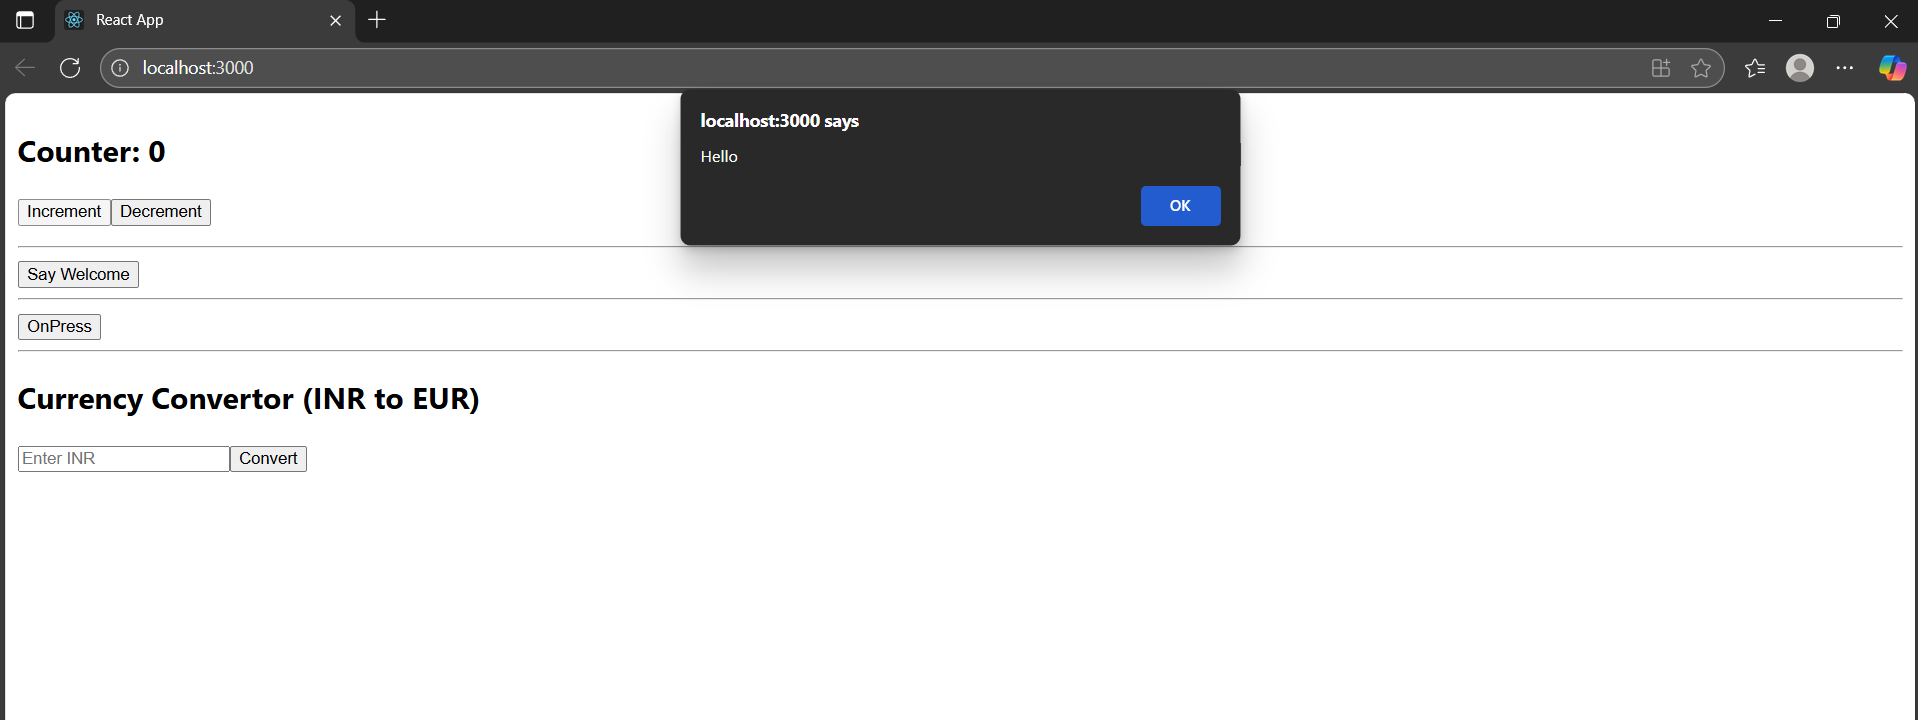 React App
localhost:3000
localhost:3000 says
Hello
OK
Counter: 0
Increment Decrement
Say Welcome
OnPress
Currency Convertor (INR to EUR)
Enter INR Convert